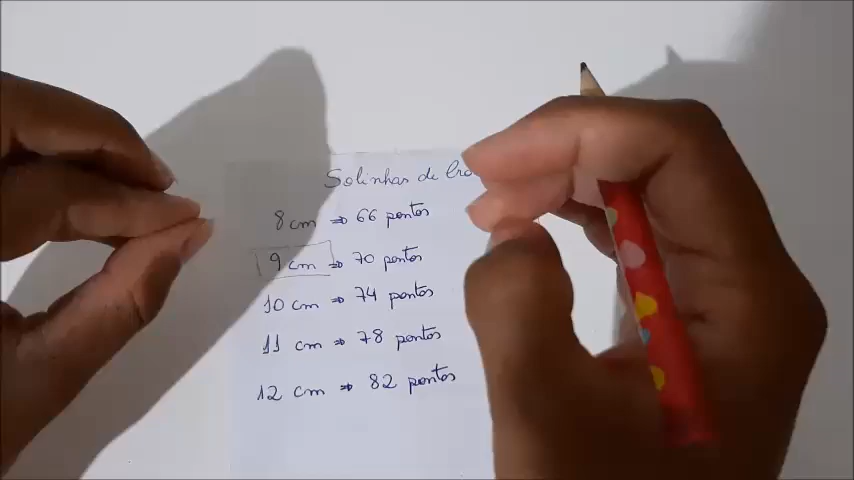 Solinhas de
8 cm ⇒ 66 pontos
9 cm ⇒ 70 pontos
10 cm ⇒ 74 pontos
11 cm ⇒ 78 pontos
12 cm ⇒ 82 pontos